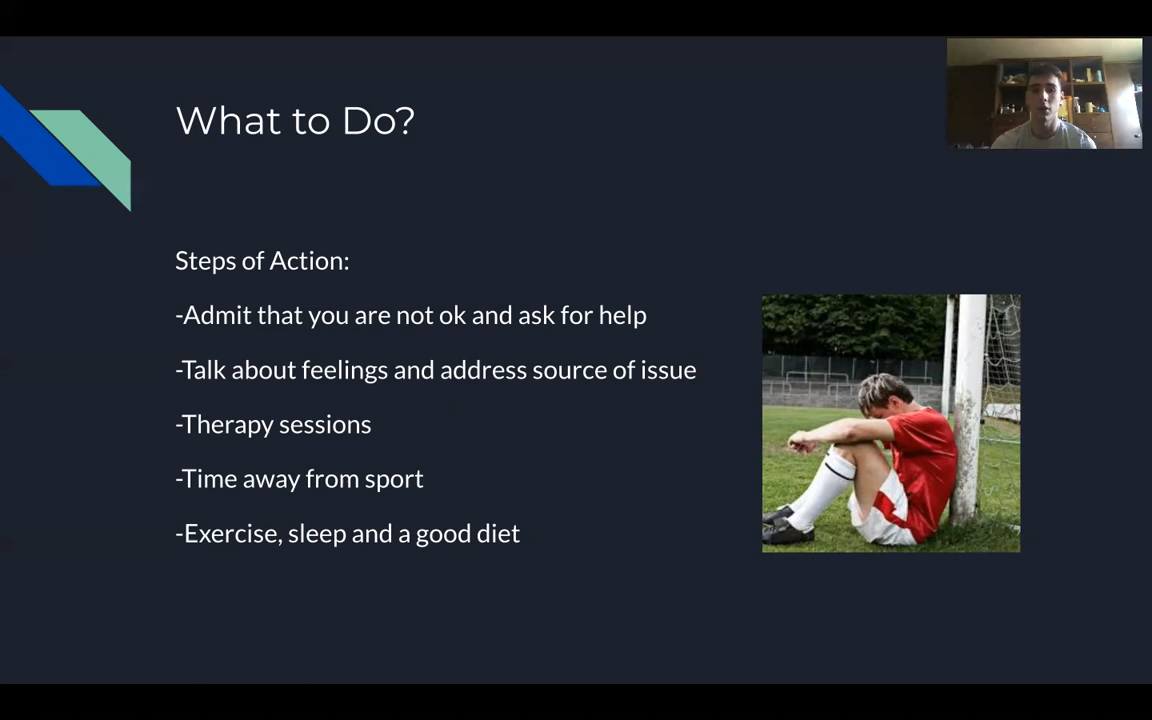 What to Do?
Steps of Action:
-Admit that you are not ok and ask for help
-Talk about feelings and address source of issue
-Therapy sessions
-Time away from sport
-Exercise, sleep and a good diet